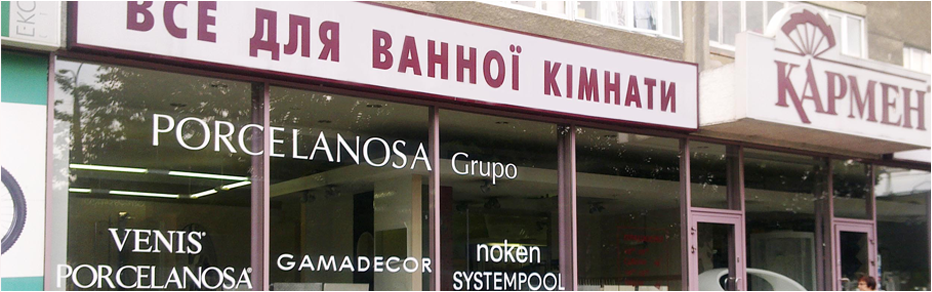 ВСЕ ДЛЯ ВАННОЇ КІМНАТИ
КАРМЕН
PORCELANOSA Grupo
VENIS®
PORCELANOSA®
GAMADECOR
noken
SYSTEMPOOL